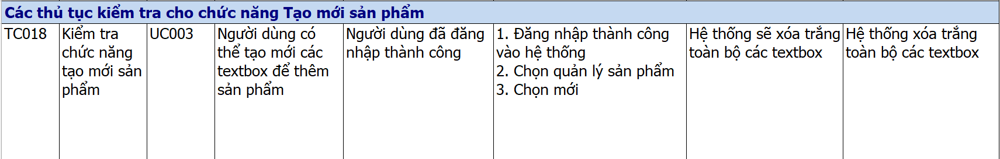 Các thủ tục kiểm tra cho chức năng Tạo mới sản phẩm
TC018
Kiểm tra
chức năng
tạo mới sản
phẩm
UC003
Người dùng có
thể tạo mới các
textbox để thêm
sản phẩm
Người dùng đã đăng
nhập thành công
1. Đăng nhập thành công
vào hệ thống
2. Chọn quản lý sản phẩm
3. Chọn mới
Hệ thống sẽ xóa trắng
toàn bộ các textbox
Hệ thống xóa trắng
toàn bộ các textbox